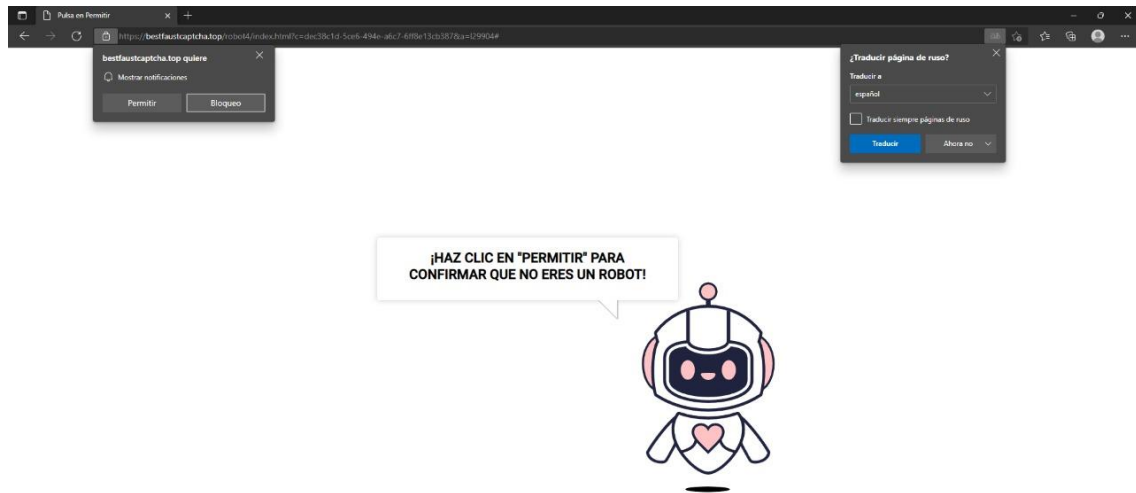 Pulsa en Permitir
https://bestfaustcaptcha.top/robot4/index.html?c=dec38c1d-5ce6-494e-a6c7-6ff8e13cb387&a=l29904#
bestfaustcaptcha.top quiere
Mostrar notificaciones
Permitir
Bloqueo
¿Traducir página de ruso?
Traducir a
español
Traducir siempre páginas de ruso
Traducir
Ahora no
¡HAZ CLIC EN "PERMITIR" PARA
CONFIRMAR QUE NO ERES UN ROBOT!